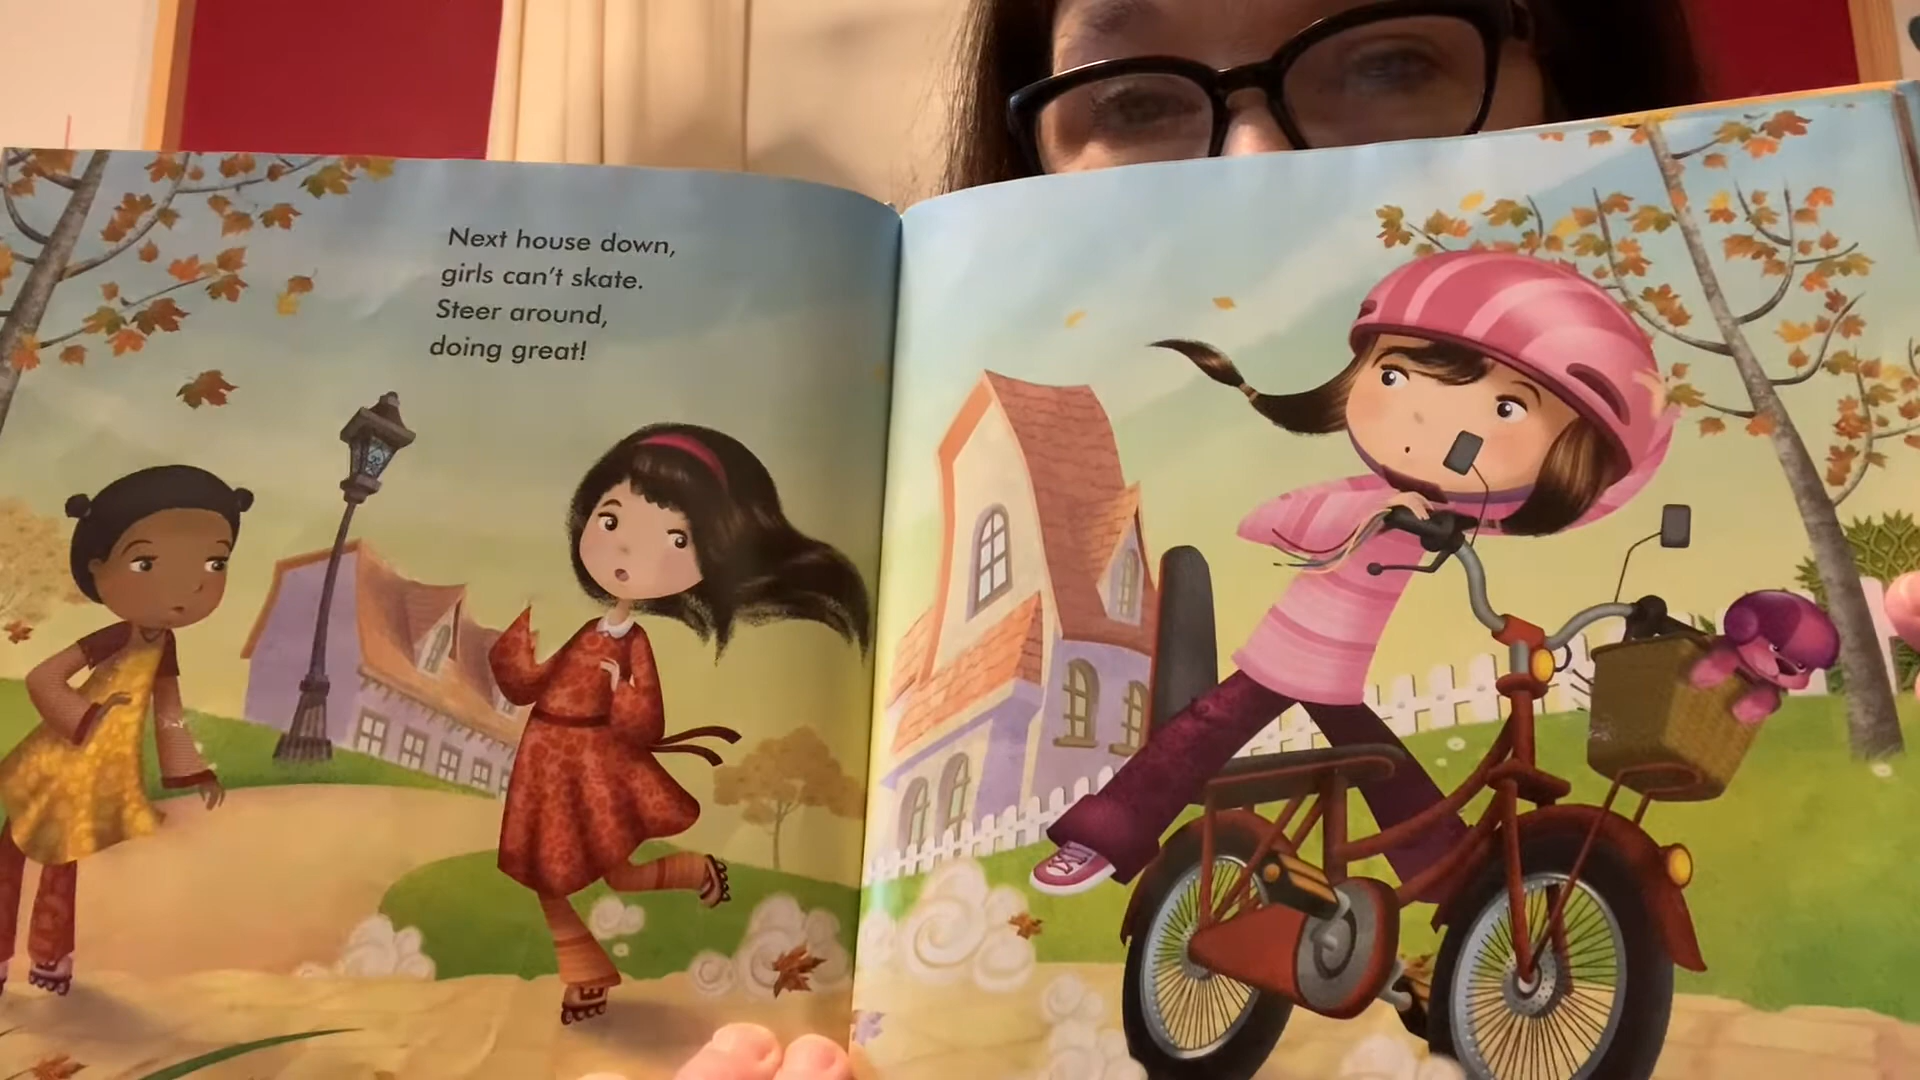 Next house down,
girls can't skate.
Steer around,
doing great!